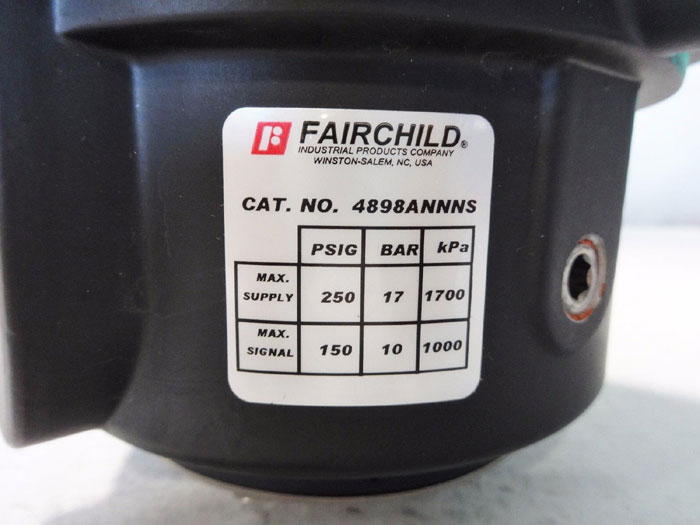 FAIRCHILD®
INDUSTRIAL PRODUCTS COMPANY
WINSTON-SALEM, NC, USA
CAT. NO. 4898ANNNS
PSIG BAR kPa
MAX. SUPPLY 250 17 1700
MAX. SIGNAL 150 10 1000